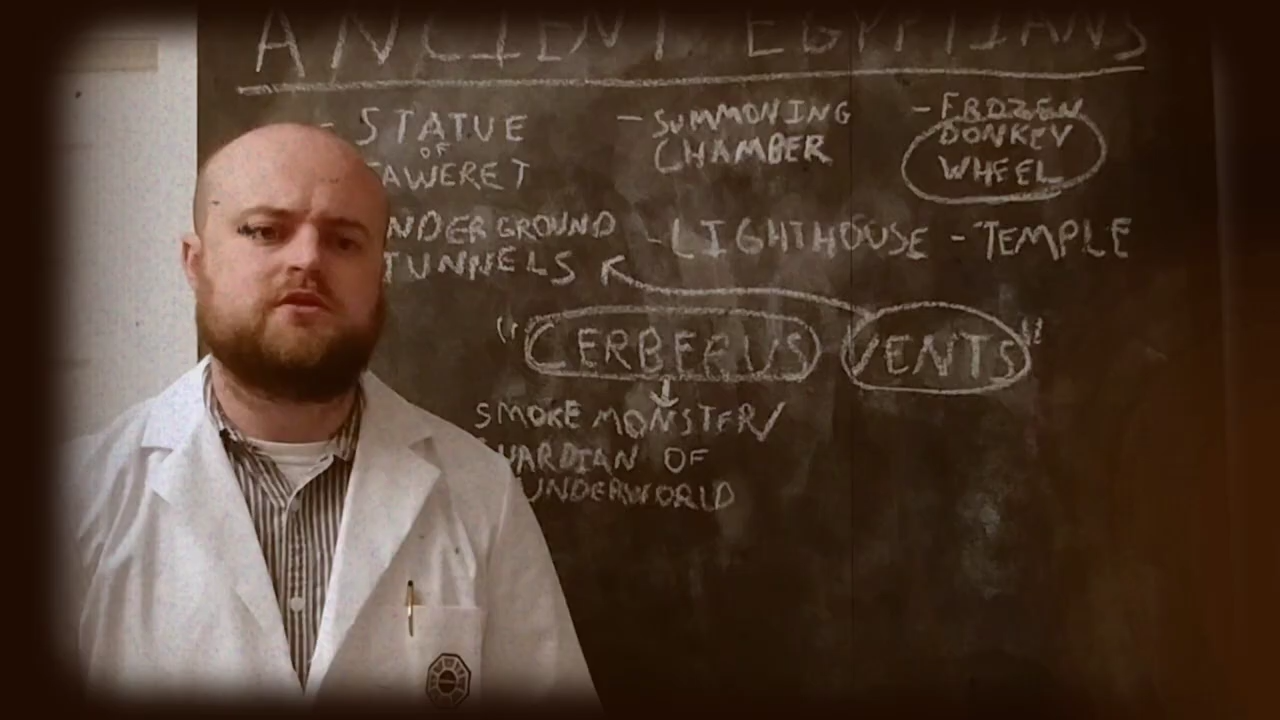 ANCIENT EGYPTIANS
- STATUE
OF
TAWERET
- SUMMONING
CHAMBER
- FROZEN
DONKEY
WHEEL
UNDERGROUND
TUNNELS
- LIGHTHOUSE
- TEMPLE
"CERBERUS VENTS"
SMOKE MONSTER/
GUARDIAN OF
UNDERWORLD